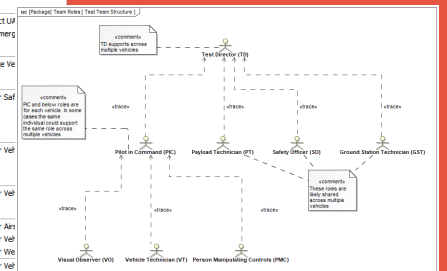 uc [Package] Team Roles [ Test Team Structure ]
«comment»
TD supports across
multiple vehicles
Test Director (TD)
«comment»
PIC and below roles are
for each vehicle. In some
cases the same
individual could support
the same role across
multiple vehicles
«trace»
«trace»
«trace»
«trace»
Pilot in Command (PIC)
Payload Technician (PT)
Safety Officer (SO)
Ground Station Technician (GST)
«comment»
These roles are
likely shared
across multiple
vehicles
«trace»
«trace»
«trace»
Visual Observer (VO)
Vehicle Technician (VT)
Person Manipulating Controls (PMC)